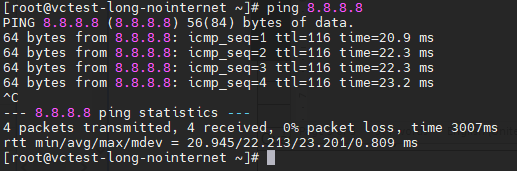 [root@vctest-long-nointernet ~]# ping 8.8.8.8
PING 8.8.8.8 (8.8.8.8) 56(84) bytes of data.
64 bytes from 8.8.8.8: icmp_seq=1 ttl=116 time=20.9 ms
64 bytes from 8.8.8.8: icmp_seq=2 ttl=116 time=22.3 ms
64 bytes from 8.8.8.8: icmp_seq=3 ttl=116 time=22.3 ms
64 bytes from 8.8.8.8: icmp_seq=4 ttl=116 time=23.2 ms
^C
--- 8.8.8.8 ping statistics ---
4 packets transmitted, 4 received, 0% packet loss, time 3007ms
rtt min/avg/max/mdev = 20.945/22.213/23.201/0.809 ms
[root@vctest-long-nointernet ~]#